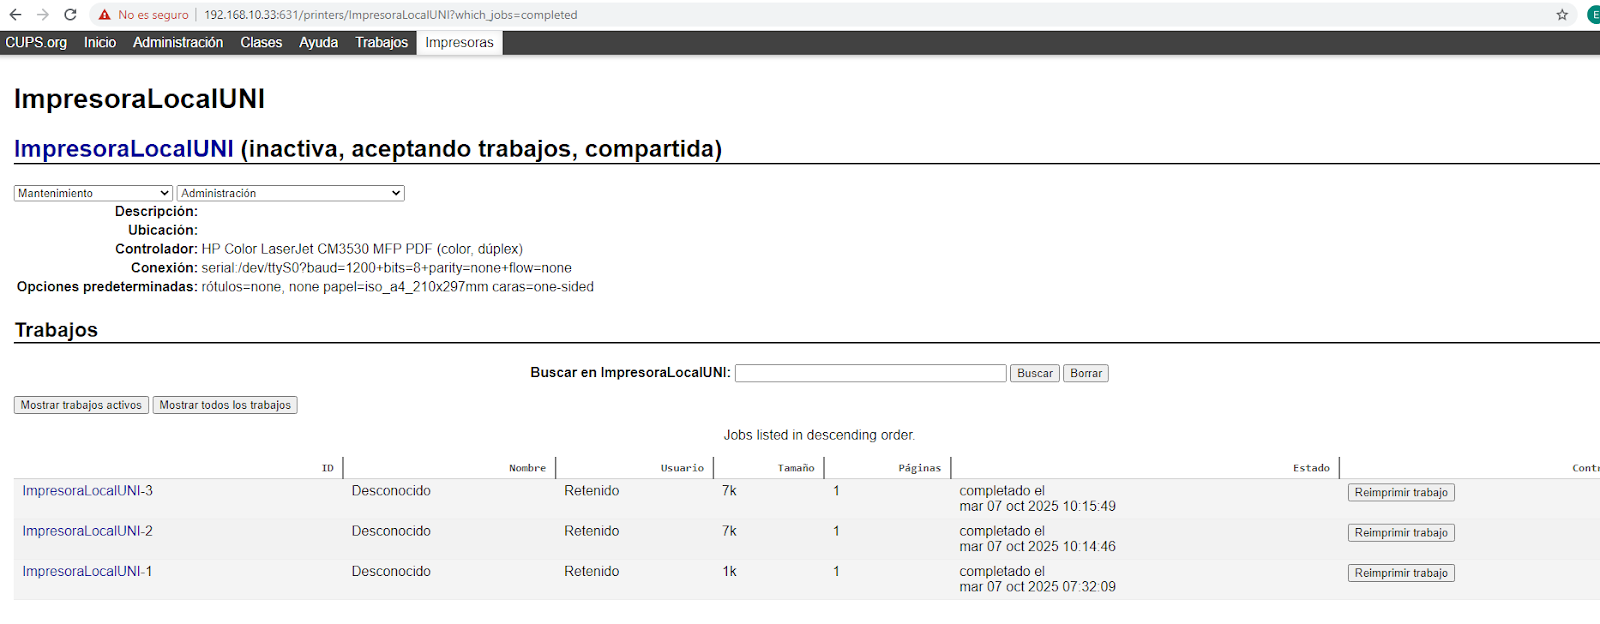 No es seguro 192.168.10.33:631/printers/ImpresoraLocalUNI?which_jobs=completed E
CUPS.org Inicio Administración Clases Ayuda Trabajos Impresoras
ImpresoraLocalUNI
ImpresoraLocalUNI (inactiva, aceptando trabajos, compartida)
Mantenimiento Administración
Descripción:
Ubicación:
Controlador: HP Color LaserJet CM3530 MFP PDF (color, dúplex)
Conexión: serial:/dev/ttyS0?baud=1200+bits=8+parity=none+flow=none
Opciones predeterminadas: rótulos=none, none papel=iso_a4_210x297mm caras=one-sided
Trabajos
Buscar en ImpresoraLocalUNI: Buscar Borrar
Mostrar trabajos activos Mostrar todos los trabajos
Jobs listed in descending order.
ID Nombre Usuario Tamaño Páginas Estado Contr
ImpresoraLocalUNI-3 Desconocido Retenido 7k 1 completado el Reimprimir trabajo
mar 07 oct 2025 10:15:49
ImpresoraLocalUNI-2 Desconocido Retenido 7k 1 completado el Reimprimir trabajo
mar 07 oct 2025 10:14:46
ImpresoraLocalUNI-1 Desconocido Retenido 1k 1 completado el Reimprimir trabajo
mar 07 oct 2025 07:32:09